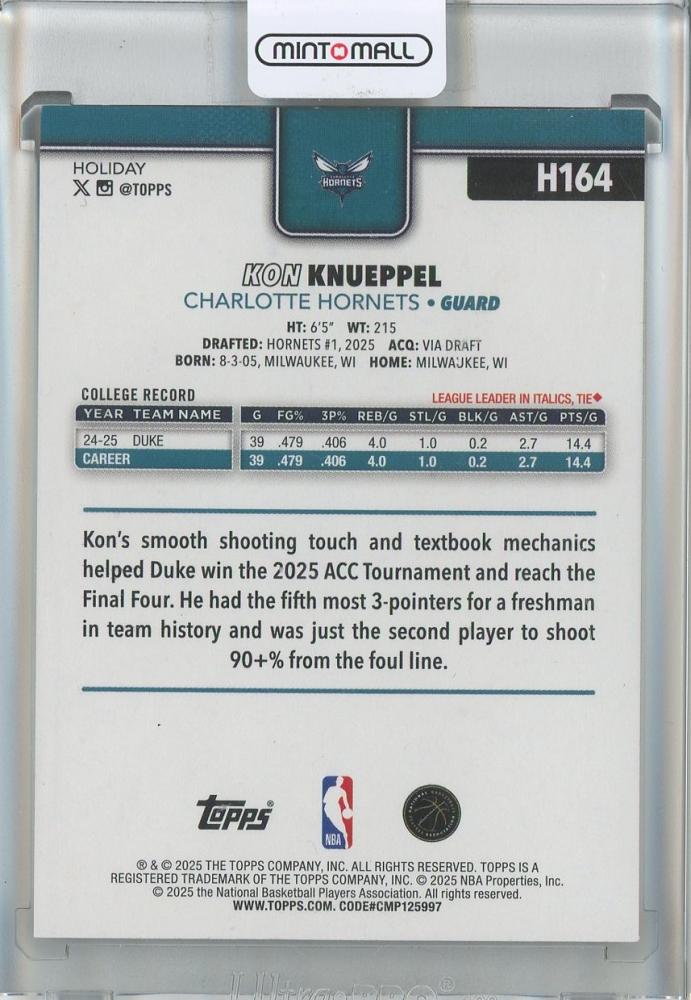 MINTOMALL
HOLIDAY
@TOPPS
H164
CHARLOTTE
HORNETS
KON KNUEPPEL
CHARLOTTE HORNETS • GUARD
HT: 6'5" WT: 215
DRAFTED: HORNETS #1, 2025 ACQ: VIA DRAFT
BORN: 8-3-05, MILWAUKEE, WI HOME: MILWAUKEE, WI
COLLEGE RECORD
LEAGUE LEADER IN ITALICS, TIE◆
YEAR TEAM NAME G FG% 3P% REB/G STL/G BLK/G AST/G PTS/G
24-25 DUKE 39 .479 .406 4.0 1.0 0.2 2.7 14.4
CAREER 39 .479 .406 4.0 1.0 0.2 2.7 14.4
Kon's smooth shooting touch and textbook mechanics
helped Duke win the 2025 ACC Tournament and reach the
Final Four. He had the fifth most 3-pointers for a freshman
in team history and was just the second player to shoot
90+% from the foul line.
Topps®
NBA
® & © 2025 THE TOPPS COMPANY, INC. ALL RIGHTS RESERVED. TOPPS IS A
REGISTERED TRADEMARK OF THE TOPPS COMPANY, INC. © 2025 NBA Properties, Inc.
© 2025 the National Basketball Players Association. All rights reserved.
WWW.TOPPS.COM. CODE#CMP125997
Ultra PRO®